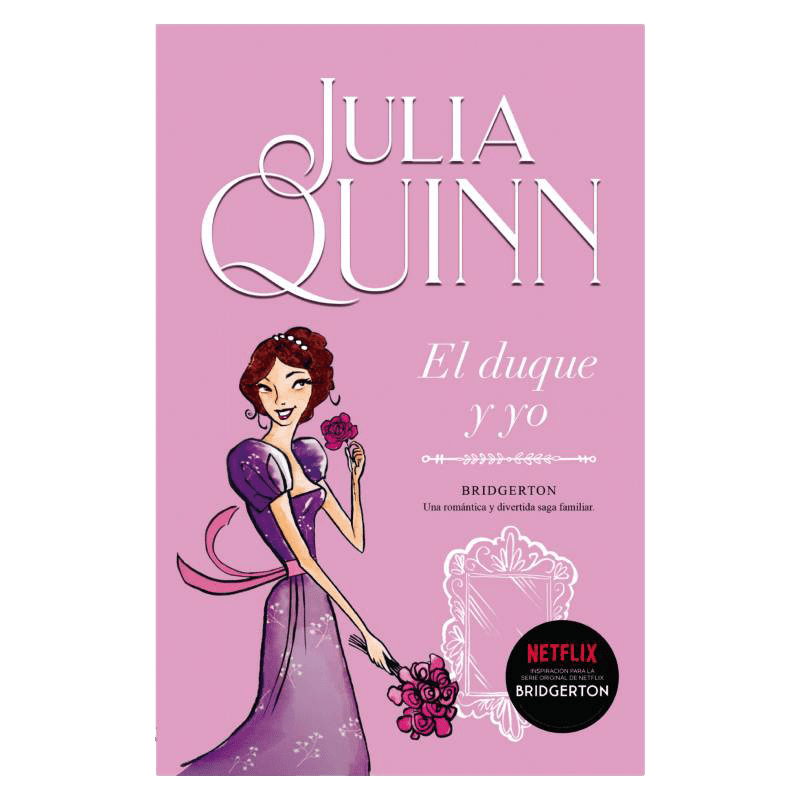 JULIA
QUINN
El duque
y yo
BRIDGERTON
Una romántica y divertida saga familiar.
NETFLIX
INSPIRACIÓN PARA LA
SERIE ORIGINAL DE NETFLIX
BRIDGERTON